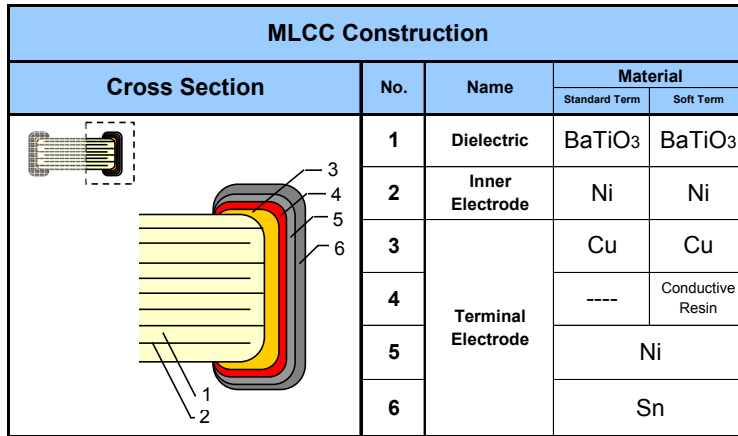 MLCC Construction
Cross Section
No.
Name
Material
Standard Term
Soft Term
3
4
5
6
1
2
1
Dielectric
BaTiO3
BaTiO3
2
Inner
Electrode
Ni
Ni
3
Terminal
Electrode
Cu
Cu
4
----
Conductive
Resin
5
Ni
6
Sn